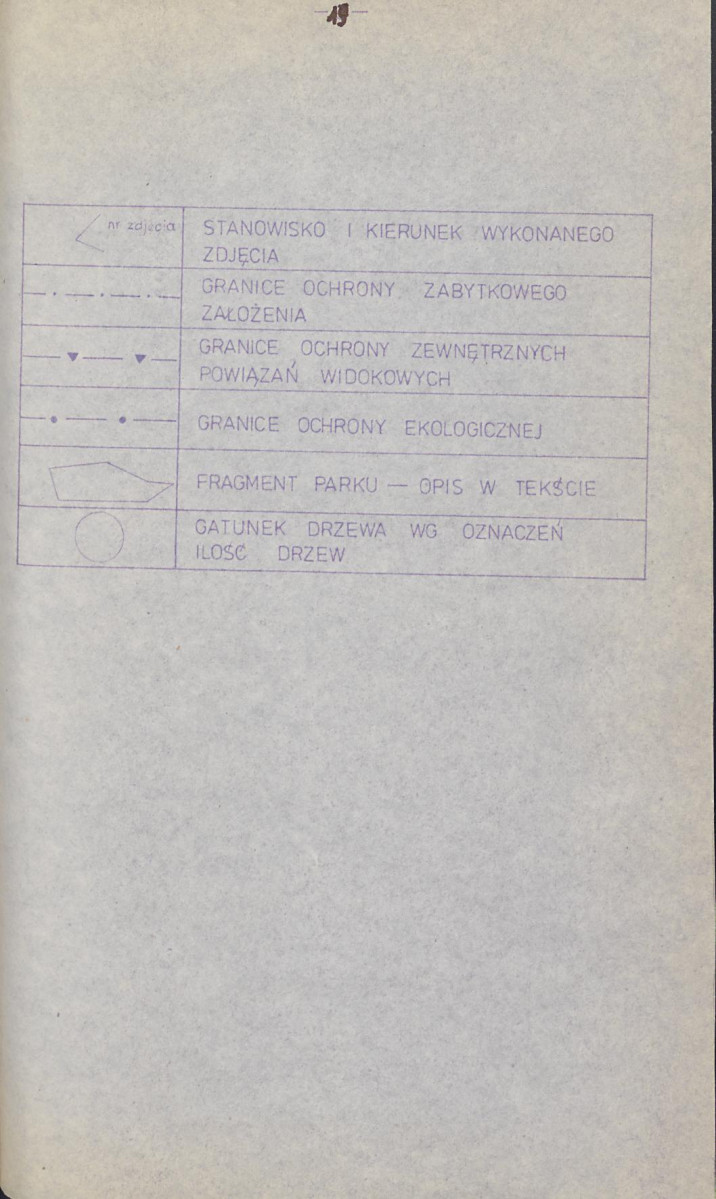 -19-
nr zdjęcia
STANOWISKO I KIERUNEK WYKONANEGO
ZDJĘCIA
GRANICE OCHRONY ZABYTKOWEGO
ZAŁOŻENIA
GRANICE OCHRONY ZEWNĘTRZNYCH
POWIĄZAŃ WIDOKOWYCH
GRANICE OCHRONY EKOLOGICZNEJ
FRAGMENT PARKU — OPIS W TEKŚCIE
GATUNEK DRZEWA WG OZNACZEŃ
ILOŚĆ DRZEW